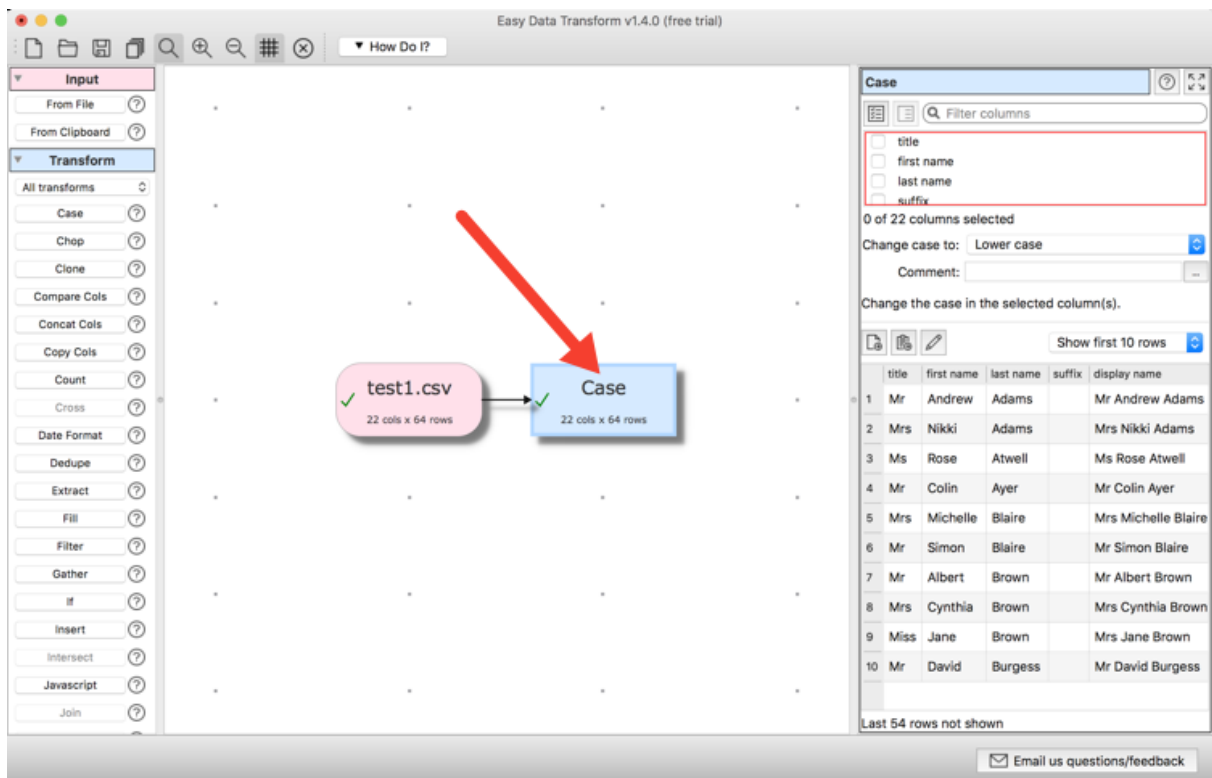 Easy Data Transform v1.4.0 (free trial)
How Do I?
Input
From File
From Clipboard
Transform
All transforms
Case
Chop
Clone
Compare Cols
Concat Cols
Copy Cols
Count
Cross
Date Format
Dedupe
Extract
Fill
Filter
Gather
If
Insert
Intersect
Javascript
Join
test1.csv
22 cols x 64 rows
Case
22 cols x 64 rows
Case
Filter columns
title
first name
last name
suffix
0 of 22 columns selected
Change case to: Lower case
Comment:
Change the case in the selected column(s).
Show first 10 rows
title first name last name suffix display name
1 Mr Andrew Adams Mr Andrew Adams
2 Mrs Nikki Adams Mrs Nikki Adams
3 Ms Rose Atwell Ms Rose Atwell
4 Mr Colin Ayer Mr Colin Ayer
5 Mrs Michelle Blaire Mrs Michelle Blaire
6 Mr Simon Blaire Mr Simon Blaire
7 Mr Albert Brown Mr Albert Brown
8 Mrs Cynthia Brown Mrs Cynthia Brown
9 Miss Jane Brown Mrs Jane Brown
10 Mr David Burgess Mr David Burgess
Last 54 rows not shown
Email us questions/feedback